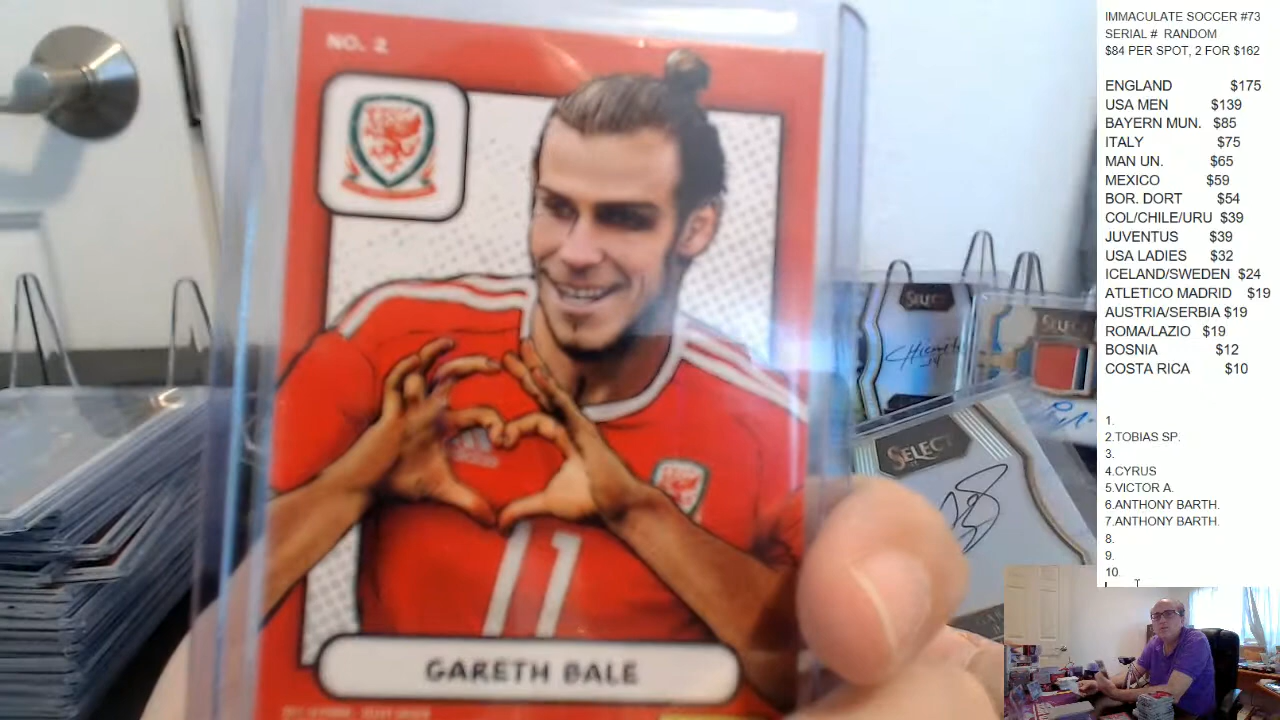 NO. 2
11
GARETH BALE
SELECT
SELECT
SELECT
IMMACULATE SOCCER #73
SERIAL # RANDOM
$84 PER SPOT, 2 FOR $162
ENGLAND $175
USA MEN $139
BAYERN MUN. $85
ITALY $75
MAN UN. $65
MEXICO $59
BOR. DORT $54
COL/CHILE/URU $39
JUVENTUS $39
USA LADIES $32
ICELAND/SWEDEN $24
ATLETICO MADRID $19
AUSTRIA/SERBIA $19
ROMA/LAZIO $19
BOSNIA $12
COSTA RICA $10
1.
2.TOBIAS SP.
3.
4.CYRUS
5.VICTOR A.
6.ANTHONY BARTH.
7.ANTHONY BARTH.
8.
9.
10.